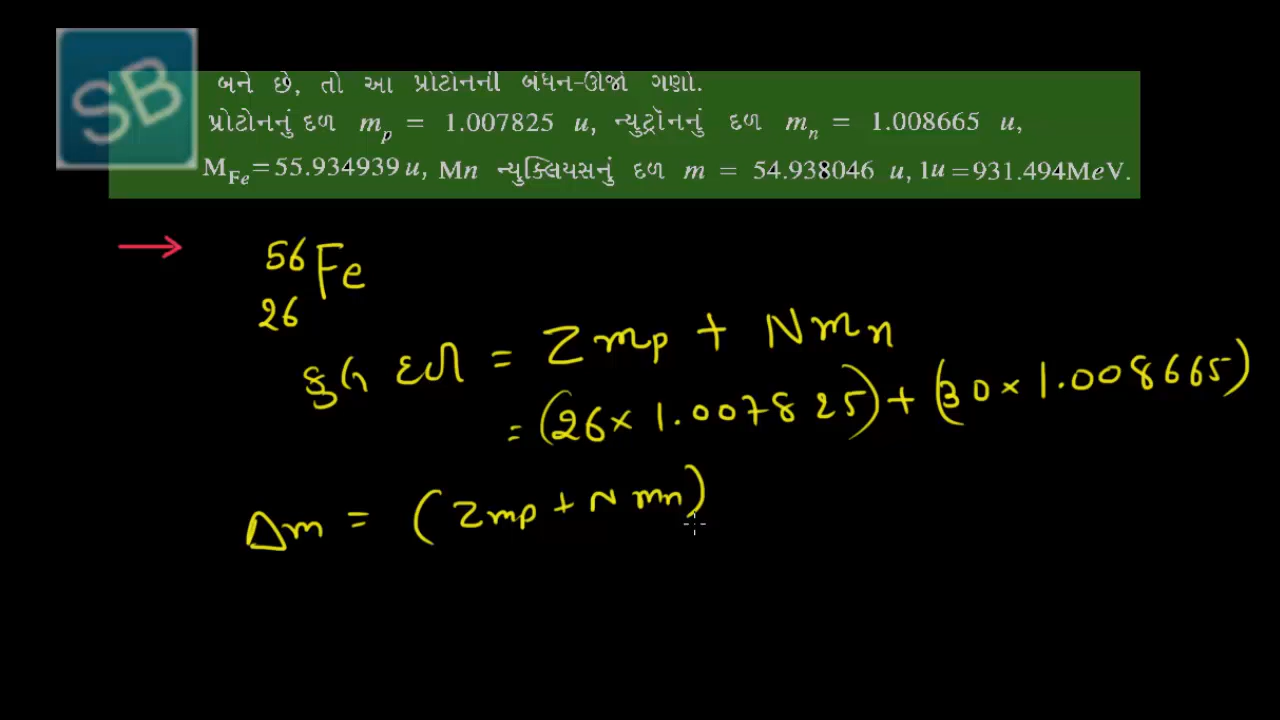 SB
બને છે, તો આ પ્રોટોનની બંધન-ઊર્જા ગણો.
પ્રોટોનનું દળ m_p = 1.007825 u, ન્યુટ્રૉનનું દળ m_n = 1.008665 u,
M_Fe=55.934939u, Mn ન્યુક્લિયસનું દળ m = 54.938046 u, 1u=931.494MeV.
56
Fe
26
કુલ દળ = Zmp + Nmn
= (26 × 1.007825) + (30 × 1.008665)
Δm = (Zmp + Nmn)